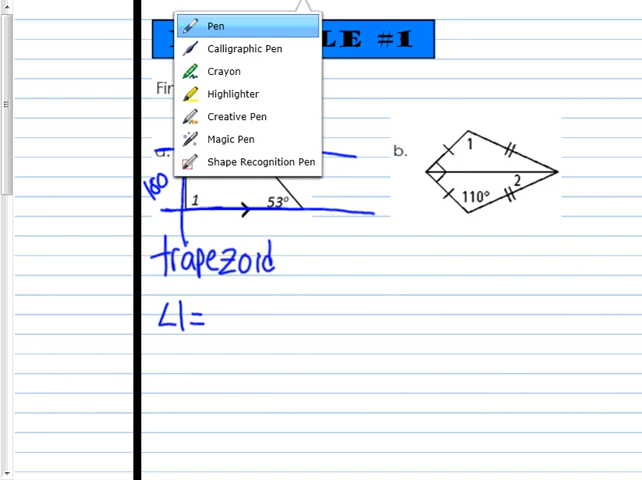 Pen
LE #1
Calligraphic Pen
Crayon
Fin
Highlighter
Creative Pen
Magic Pen
a.
b.
1
Shape Recognition Pen
2
180
1
53°
110°
trapezoid
∠1=